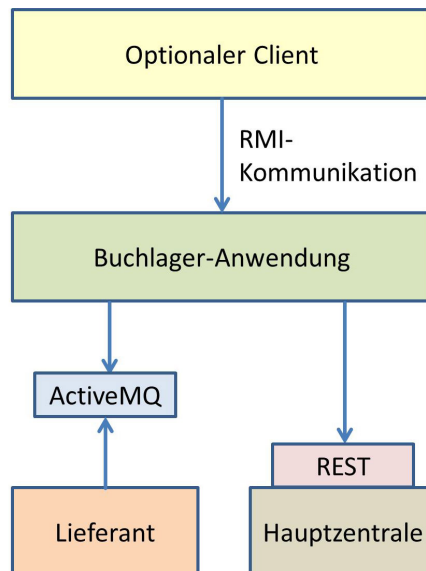 Optionaler Client
RMI-
Kommunikation
Buchlager-Anwendung
ActiveMQ
REST
Lieferant
Hauptzentrale